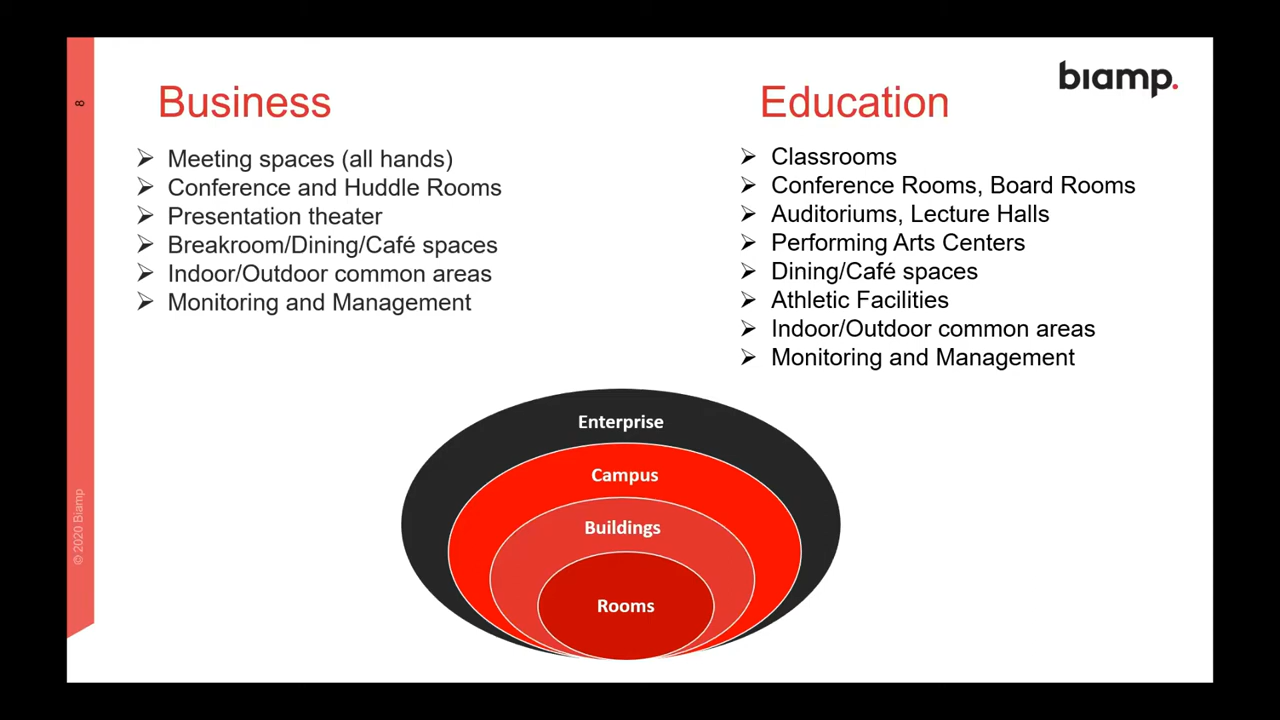 8
© 2020 Biamp
biamp.
Business
Meeting spaces (all hands)
Conference and Huddle Rooms
Presentation theater
Breakroom/Dining/Café spaces
Indoor/Outdoor common areas
Monitoring and Management
Education
Classrooms
Conference Rooms, Board Rooms
Auditoriums, Lecture Halls
Performing Arts Centers
Dining/Café spaces
Athletic Facilities
Indoor/Outdoor common areas
Monitoring and Management
Enterprise
Campus
Buildings
Rooms